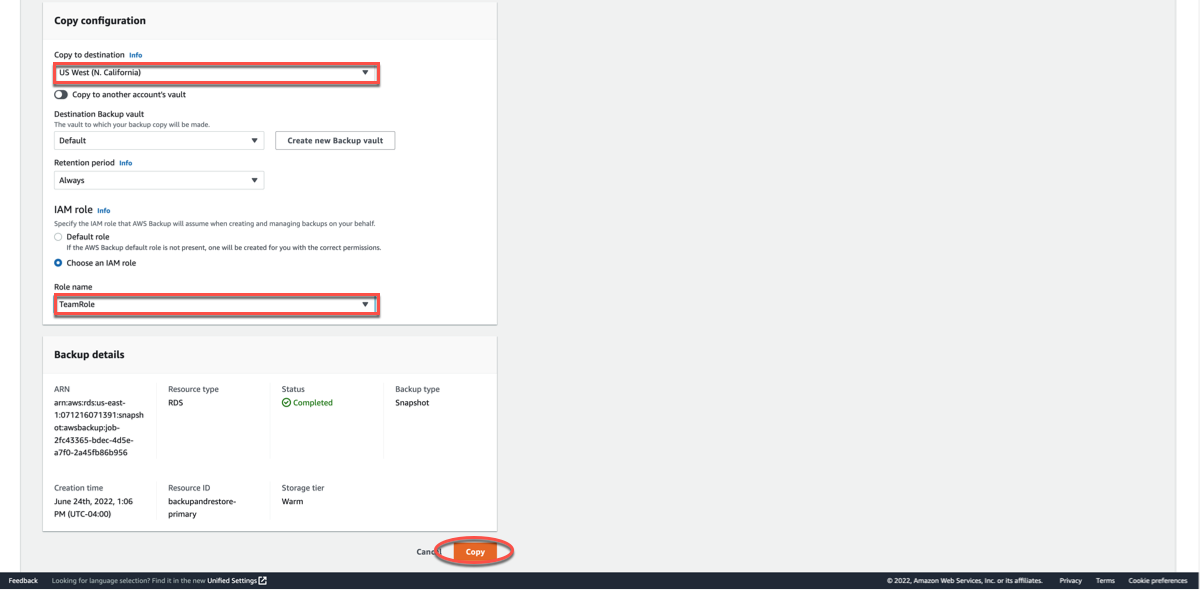 Copy configuration
Copy to destination Info
US West (N. California)
Copy to another account's vault
Destination Backup vault
The vault to which your backup copy will be made.
Default
Create new Backup vault
Retention period Info
Always
IAM role Info
Specify the IAM role that AWS Backup will assume when creating and managing backups on your behalf.
Default role
If the AWS Backup default role is not present, one will be created for you with the correct permissions.
Choose an IAM role
Role name
TeamRole
Backup details
ARN
arn:aws:rds:us-east-
1:071216071391:snapsh
ot:awsbackup:job-
2fc43365-bdec-4d5e-
a7f0-2a45fb86b956
Resource type
RDS
Status
Completed
Backup type
Snapshot
Creation time
June 24th, 2022, 1:06
PM (UTC-04:00)
Resource ID
backupandrestore-
primary
Storage tier
Warm
Cancel
Copy
Feedback
Looking for language selection? Find it in the new Unified Settings
© 2022, Amazon Web Services, Inc. or its affiliates.
Privacy
Terms
Cookie preferences